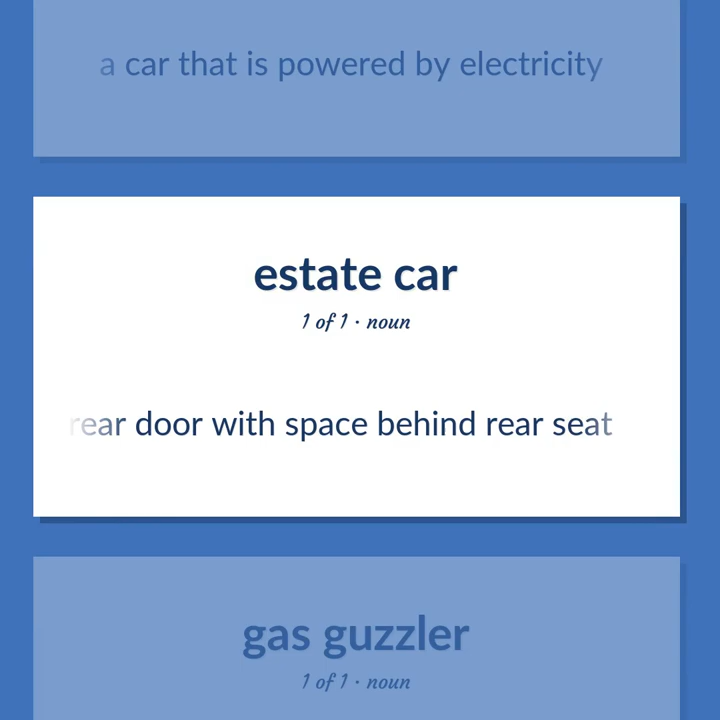 a car that is powered by electricity
estate car
1 of 1 · noun
rear door with space behind rear seat
gas guzzler
1 of 1 · noun